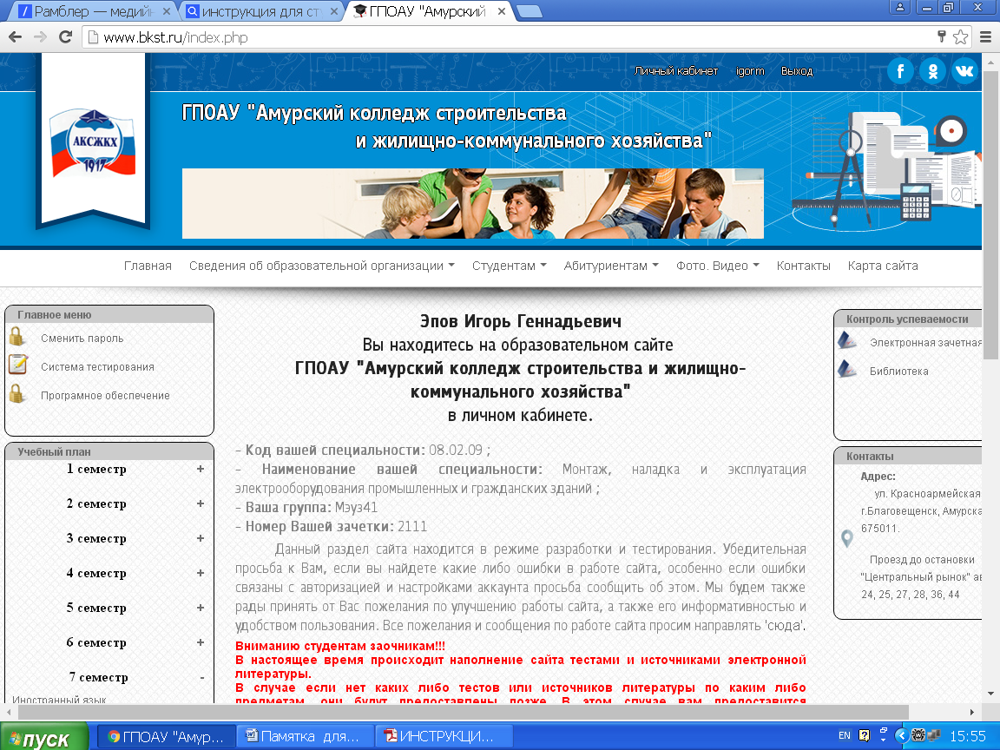 Рамблер — медий
инструкция для ст
ГПОАУ "Амурский
www.bkst.ru/index.php
Личный кабинет igorm Выход
ГПОАУ "Амурский колледж строительства
и жилищно-коммунального хозяйства"
АКСЖКХ
1917
Главная Сведения об образовательной организации Студентам Абитуриентам Фото. Видео Контакты Карта сайта
Главное меню
Сменить пароль
Система тестирования
Програмное обеспечение
Учебный план
1 семестр +
2 семестр +
3 семестр +
4 семестр +
5 семестр +
6 семестр +
7 семестр -
Иностранный язык
Эпов Игорь Геннадьевич
Вы находитесь на образовательном сайте
ГПОАУ "Амурский колледж строительства и жилищно-
коммунального хозяйства"
в личном кабинете.
- Код вашей специальности: 08.02.09 ;
- Наименование вашей специальности: Монтаж, наладка и эксплуатация
электрооборудования промышленных и гражданских зданий ;
- Ваша группа: Мэуз41
- Номер Вашей зачетки: 2111
Данный раздел сайта находится в режиме разработки и тестирования. Убедительная
просьба к Вам, если вы найдете какие либо ошибки в работе сайта, особенно если ошибки
связаны с авторизацией и настройками аккаунта просьба сообщить об этом. Мы будем также
рады принять от Вас пожелания по улучшению работы сайта, а также его информативностью и
удобством пользования. Все пожелания и сообщения по работе сайта просим направлять 'сюда'.
Вниманию студентам заочникам!!!
В настоящее время происходит наполнение сайта тестами и источниками электронной
литературы.
В случае если нет каких либо тестов или источников литературы по каким либо
предметам, они будут предоставлены позже. В этом случае вам предоставится
Контроль успеваемости
Электронная зачетная
Библиотека
Контакты
Адрес:
ул. Красноармейская
г.Благовещенск, Амурска
675011.
Проезд до остановки
"Центральный рынок" ав
24, 25, 27, 28, 36, 44
пуск
ГПОАУ "Амур...
Памятка для...
ИНСТРУКЦИ...
EN
15:55